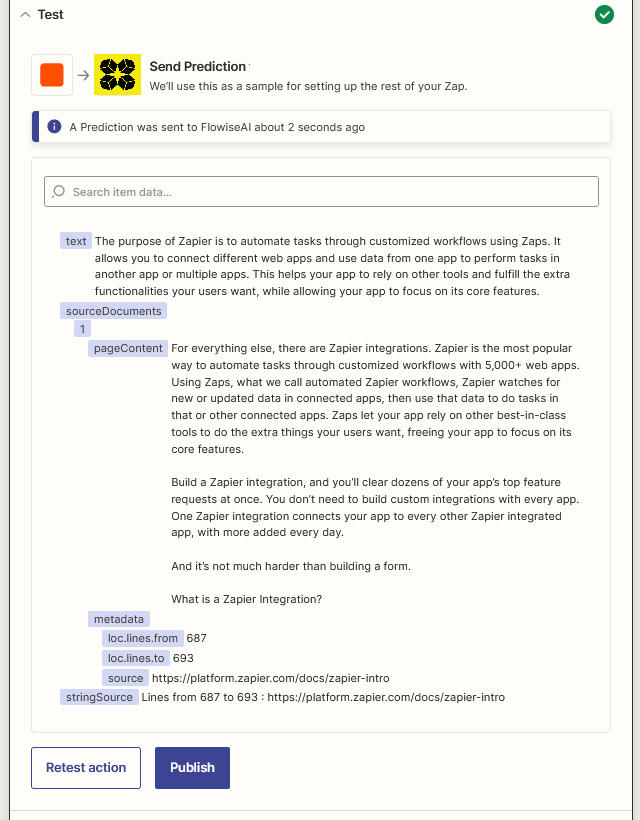 Test
Send Prediction
We'll use this as a sample for setting up the rest of your Zap.
A Prediction was sent to FlowiseAI about 2 seconds ago
Search item data...
text The purpose of Zapier is to automate tasks through customized workflows using Zaps. It
allows you to connect different web apps and use data from one app to perform tasks in
another app or multiple apps. This helps your app to rely on other tools and fulfill the extra
functionalities your users want, while allowing your app to focus on its core features.
sourceDocuments
1
pageContent For everything else, there are Zapier integrations. Zapier is the most popular
way to automate tasks through customized workflows with 5,000+ web apps.
Using Zaps, what we call automated Zapier workflows, Zapier watches for
new or updated data in connected apps, then use that data to do tasks in
that or other connected apps. Zaps let your app rely on other best-in-class
tools to do the extra things your users want, freeing your app to focus on its
core features.
Build a Zapier integration, and you'll clear dozens of your app's top feature
requests at once. You don't need to build custom integrations with every app.
One Zapier integration connects your app to every other Zapier integrated
app, with more added every day.
And it's not much harder than building a form.
What is a Zapier Integration?
metadata
loc.lines.from 687
loc.lines.to 693
source https://platform.zapier.com/docs/zapier-intro
stringSource Lines from 687 to 693 : https://platform.zapier.com/docs/zapier-intro
Retest action Publish